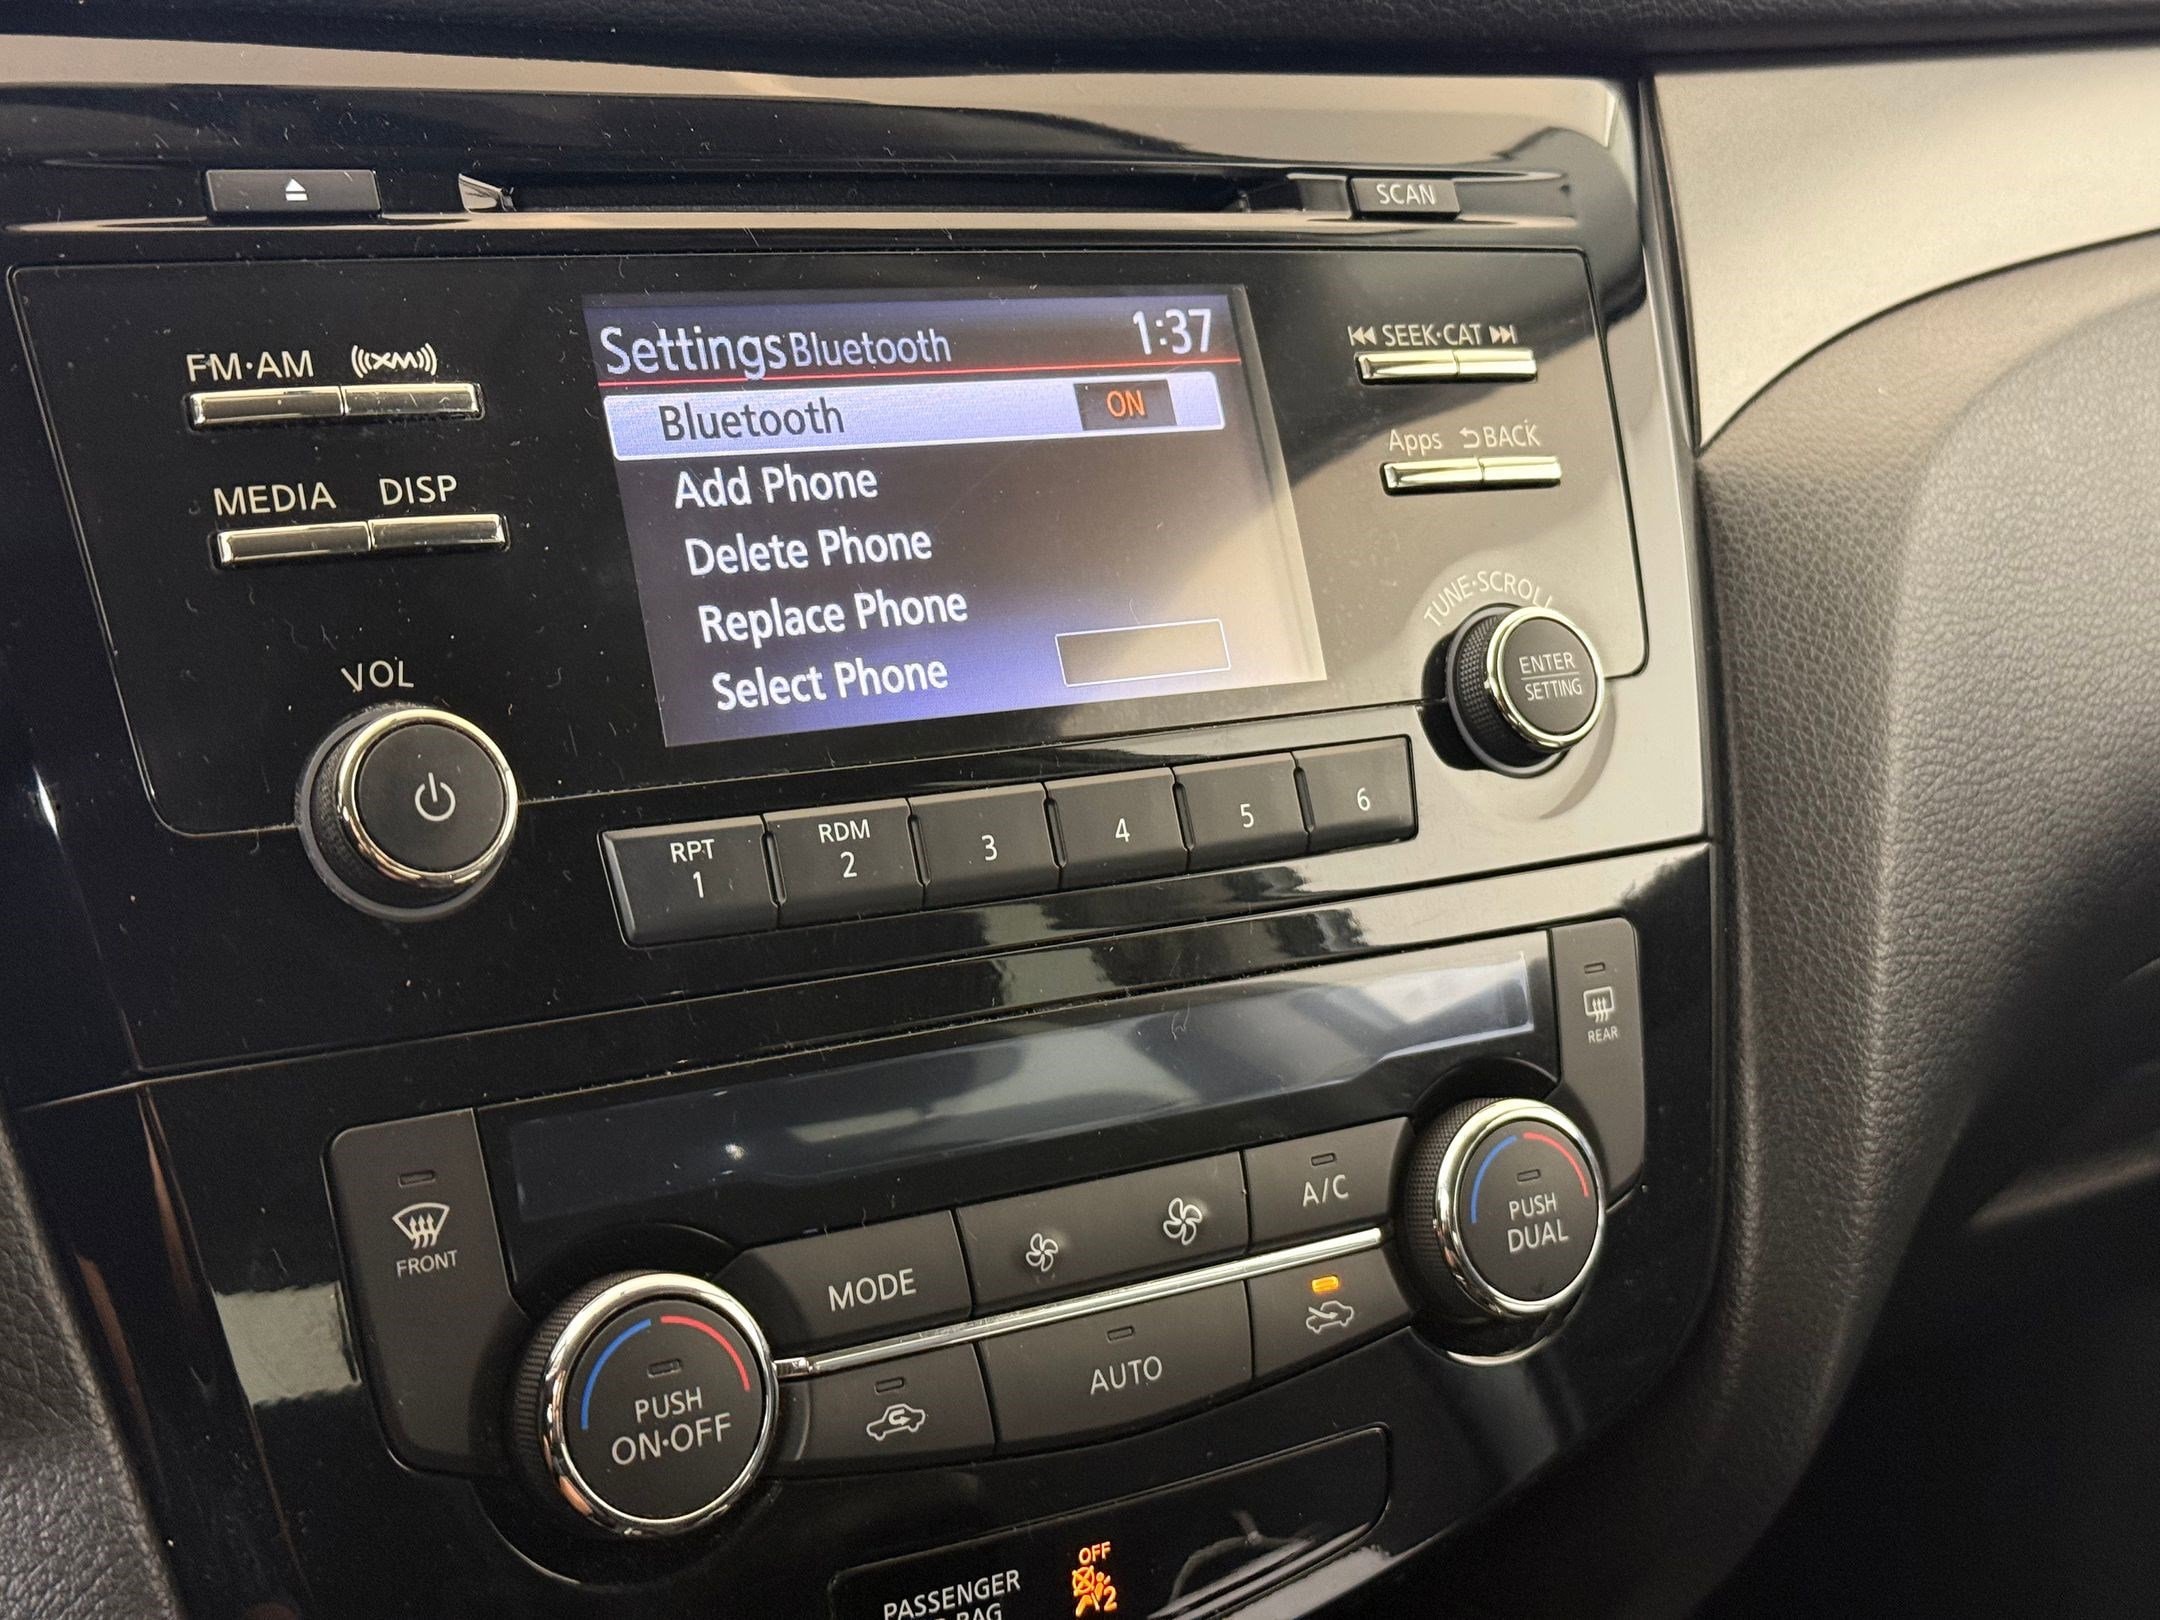 SCAN
FM·AM XM
MEDIA DISP
VOL
Settings Bluetooth 1:37
Bluetooth ON
Add Phone
Delete Phone
Replace Phone
Select Phone
SEEK·CAT
Apps BACK
TUNE·SCROLL
ENTER
SETTING
RPT
1
RDM
2
3
4
5
6
REAR
FRONT
MODE
A/C
PUSH
DUAL
PUSH
ON·OFF
AUTO
PASSENGER
BAG
OFF
2